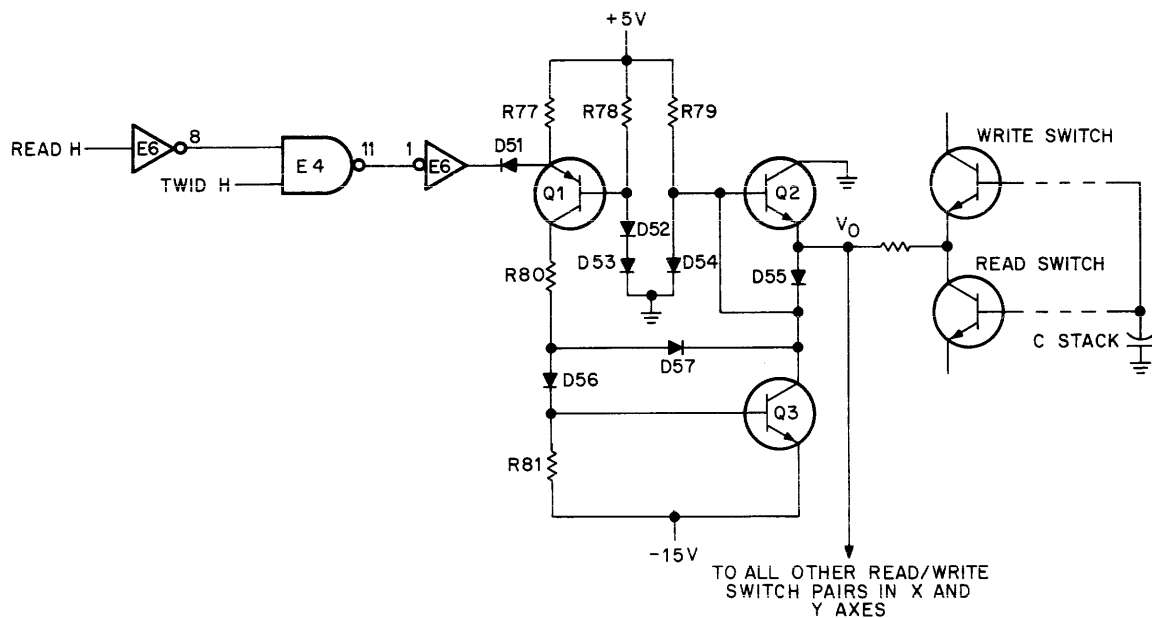 +5V
R77
R78
R79
READ H
E6
8
TWID H
E4
11
1
E6
D51
Q1
D52
D53
D54
Q2
V0
WRITE SWITCH
READ SWITCH
R80
D55
C STACK
D57
D56
Q3
R81
-15V
TO ALL OTHER READ/WRITE
SWITCH PAIRS IN X AND
Y AXES